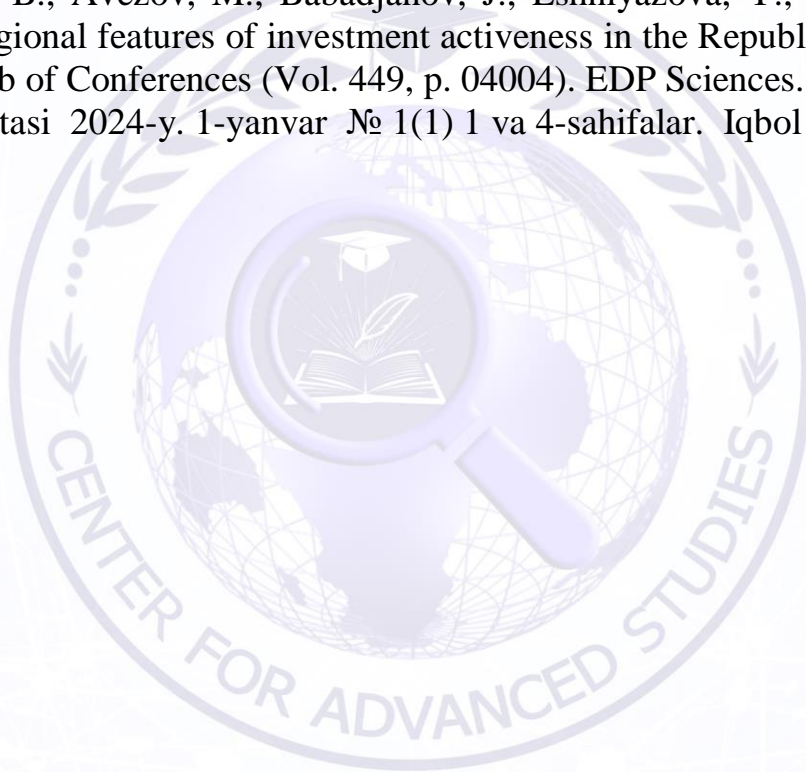 B., Avezov, M., Babadjanov, J.,
gional features of investment activeness in the Republ
b of Conferences (Vol. 449, p. 04004). EDP Sciences.
tasi 2024-y. 1-yanvar № 1(1) 1 va 4-sahifalar. Iqbol
CENTER FOR ADVANCED STUDIES